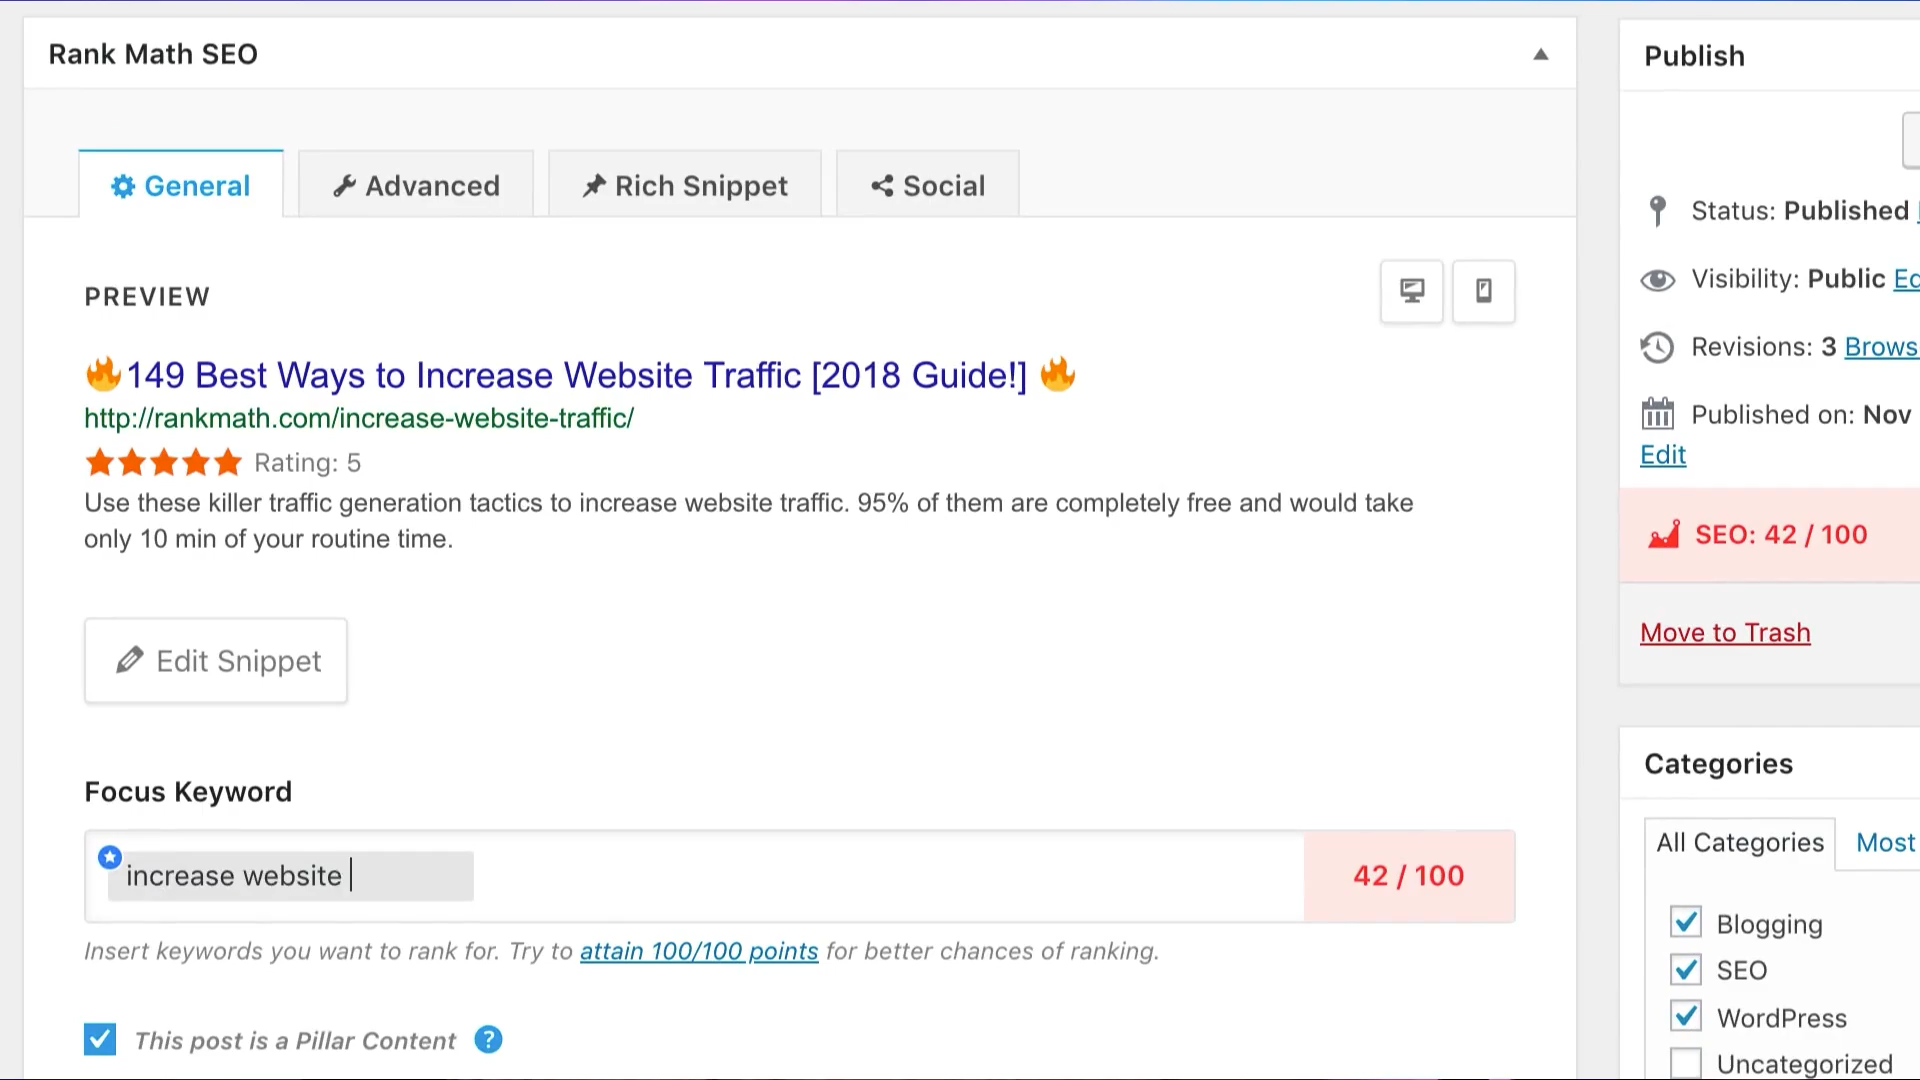 Rank Math SEO
General
Advanced
Rich Snippet
Social
PREVIEW
🔥149 Best Ways to Increase Website Traffic [2018 Guide!] 🔥
http://rankmath.com/increase-website-traffic/
Rating: 5
Use these killer traffic generation tactics to increase website traffic. 95% of them are completely free and would take
only 10 min of your routine time.
Edit Snippet
Focus Keyword
increase website
42 / 100
Insert keywords you want to rank for. Try to attain 100/100 points for better chances of ranking.
This post is a Pillar Content ?
Publish
Status: Published
Visibility: Public
Revisions: 3 Brows
Published on: Nov
Edit
SEO: 42 / 100
Move to Trash
Categories
All Categories
Most
Blogging
SEO
WordPress
Uncategorized